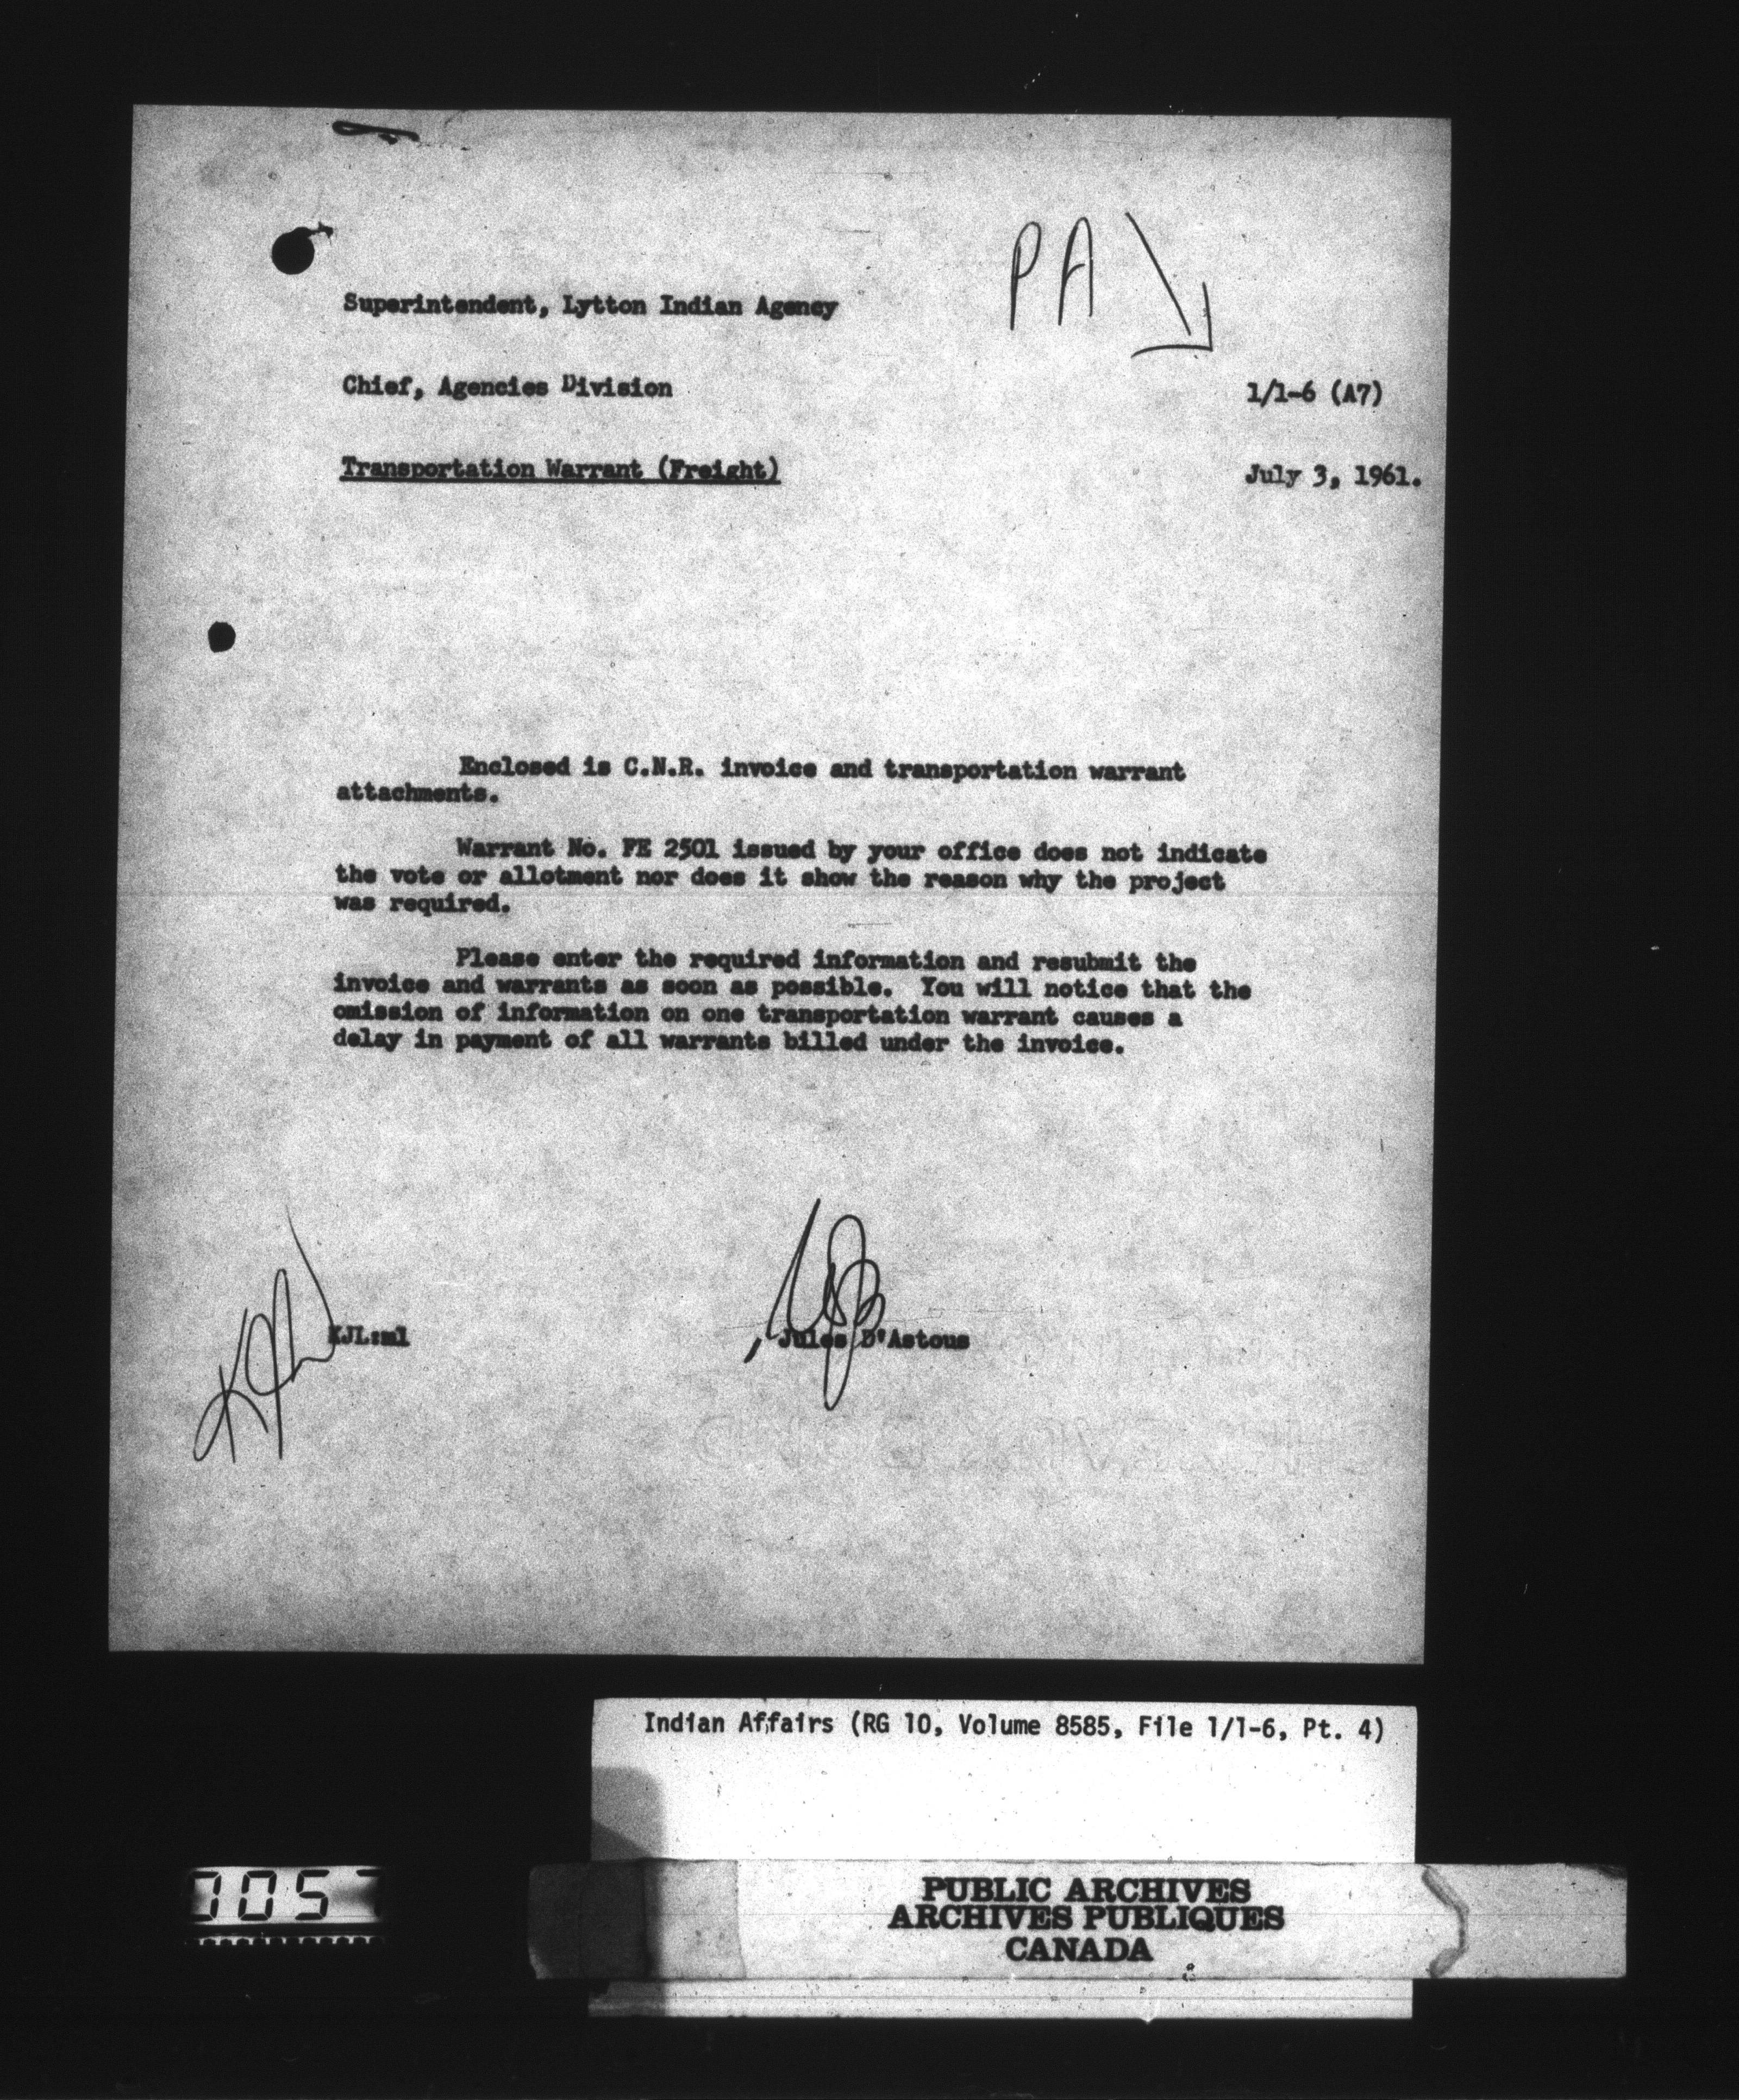 PA
Superintendent, Lytton Indian Agency
Chief, Agencies Division
1/1-6 (A7)
Transportation Warrant (Freight)
July 3, 1961.
Enclosed is C.N.R. invoice and transportation warrant
attachments.
Warrant No. FE 2501 issued by your office does not indicate
the vote or allotment nor does it show the reason why the project
was required.
Please enter the required information and resubmit the
invoice and warrants as soon as possible. You will notice that the
omission of information on one transportation warrant causes a
delay in payment of all warrants billed under the invoice.
KJL:ml
Jules D'Astous
Indian Affairs (RG 10, Volume 8585, File 1/1-6, Pt. 4)
PUBLIC ARCHIVES
ARCHIVES PUBLIQUES
CANADA